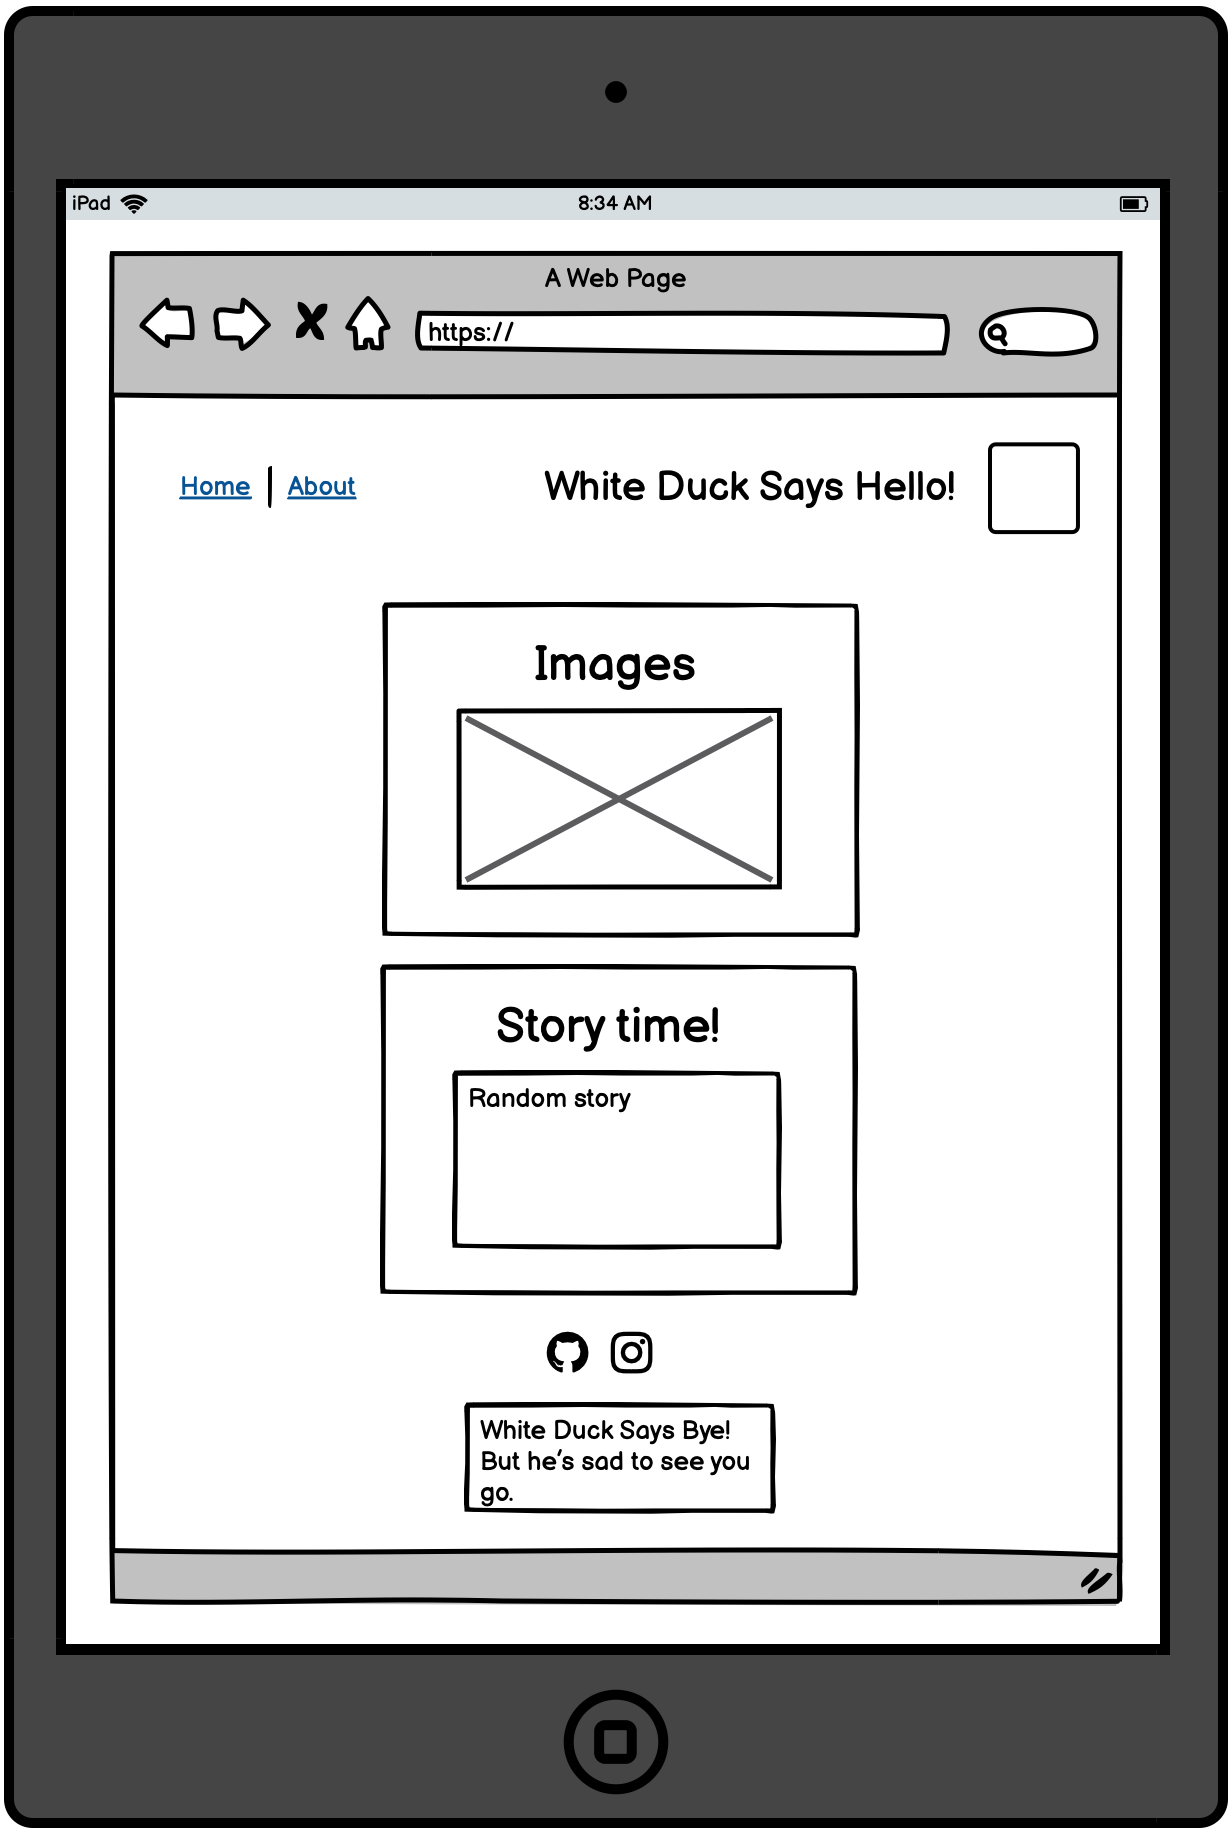 iPad 8:34 AM
A Web Page
https://
Home | About White Duck Says Hello!
Images
Story time!
Random story
White Duck Says Bye!
But he's sad to see you
go.